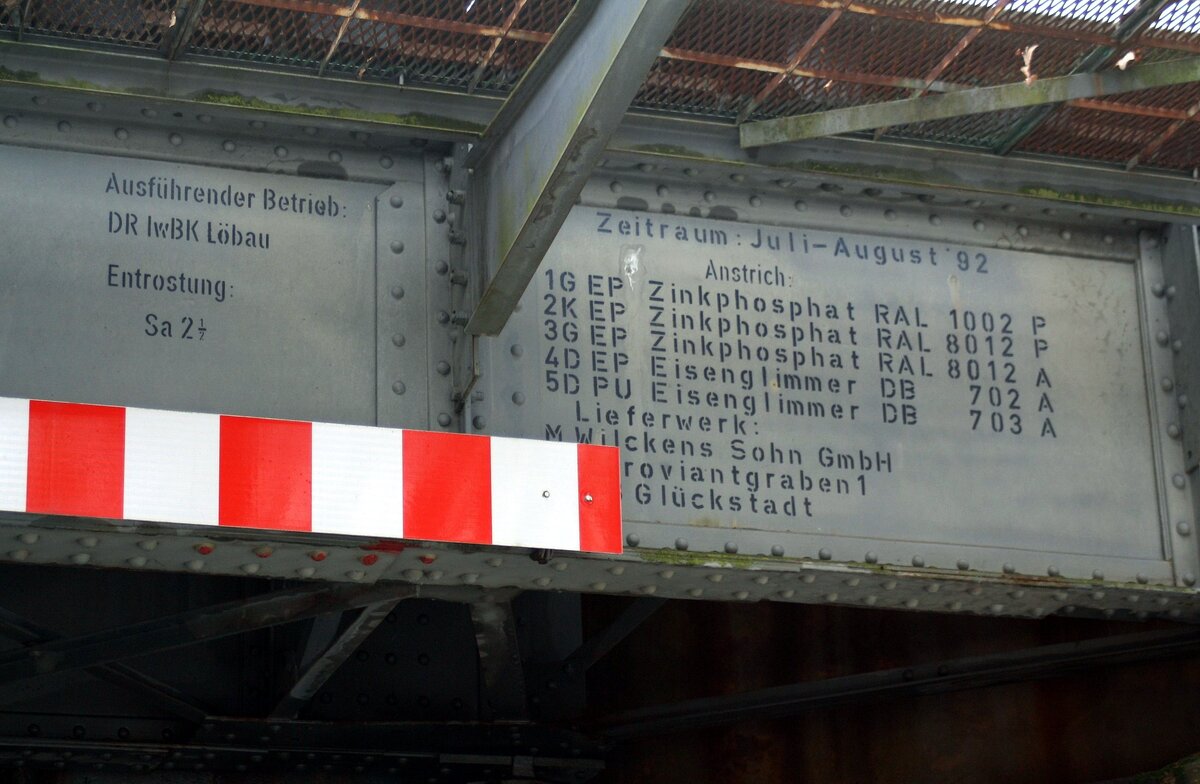 Ausführender Betrieb:
DR IwBK Löbau
Entrostung:
Sa 2½
Zeitraum: Juli-August '92
Anstrich:
1G EP Zinkphosphat RAL 1002 P
2K EP Zinkphosphat RAL 8012 P
3G EP Zinkphosphat RAL 8012 A
4D EP Eisenglimmer DB 702 A
5D PU Eisenglimmer DB 703 A
Lieferwerk:
M Wilckens Sohn GmbH
roviantgraben 1
Glückstadt